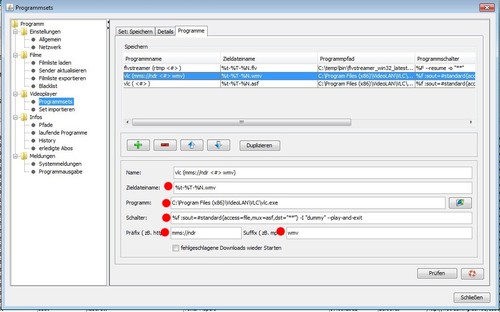 Programmsets
Programm
Einstellungen
Allgemein
Netzwerk
Filme
Filmliste laden
Sender aktualisieren
Filmliste exportieren
Blacklist
Videoplayer
Programmsets
Set importieren
Infos
Pfade
laufende Programme
History
erledigte Abos
Meldungen
Systemmeldungen
Programmausgabe
Set: Speichern Details Programme
Speichern
Programmname Zieldateiname Programmpfad Programmschalter
flvstreamer (rtmp <#>) %t-%T-%N.flv C:\temp\bin\flvstreamer_win32_latest... %f --resume -o "**"
vlc (mms://ndr <#> wmv) %t-%T-%N.wmv C:\Program Files (x86)\VideoLAN\VLC\... %f :sout=#standard{access...
vlc ( <#>) %t-%T-%N.asf C:\Program Files (x86)\VideoLAN\VLC\... %f :sout=#standard{access...
Duplizieren
Name: vlc (mms://ndr <#> wmv)
Zieldateiname: %t-%T-%N.wmv
Programm: C:\Program Files (x86)\VideoLAN\VLC\vlc.exe
Schalter: %f :sout=#standard{access=file,mux=asf,dst="**"} -I "dummy" --play-and-exit
Präfix ( zB. htt mms://ndr Suffix ( zB. mp wmv
fehlgeschlagene Downloads wieder Starten
Prüfen
Schließen